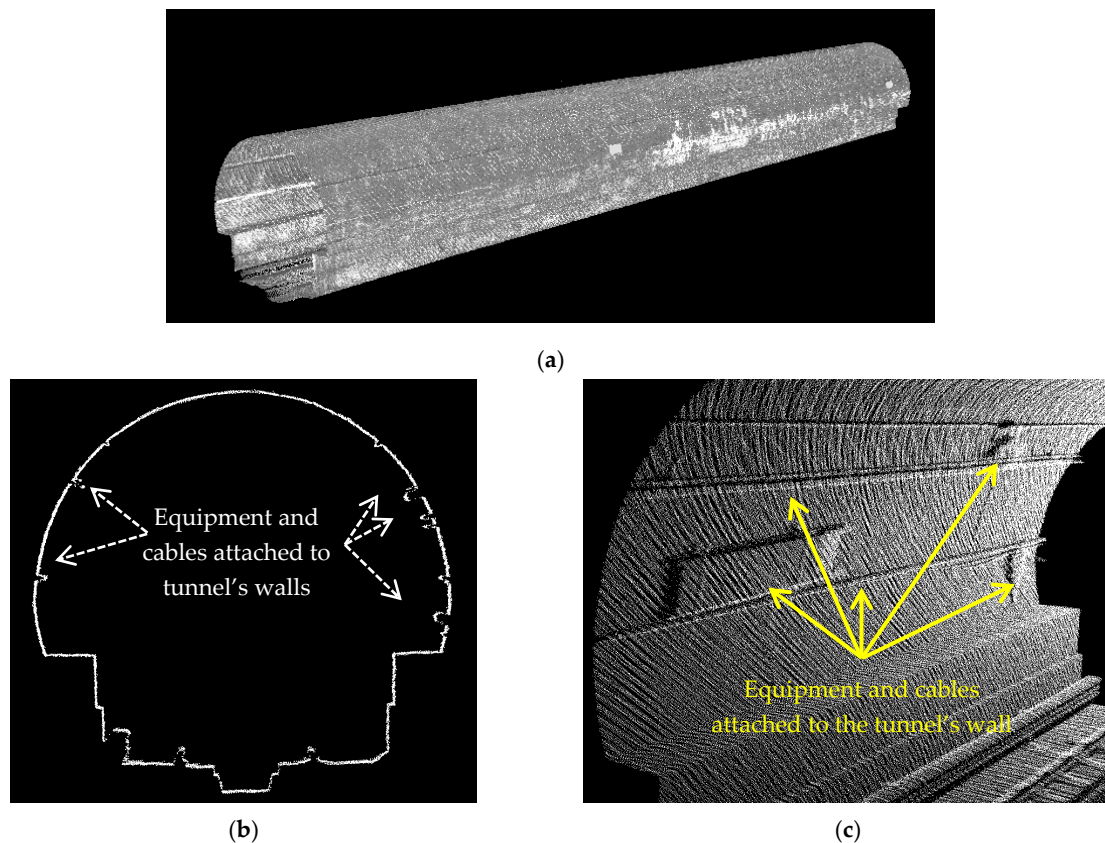 (a)
Equipment and
cables attached to
tunnel's walls
Equipment and cables
attached to the tunnel's wall
(b)
(c)